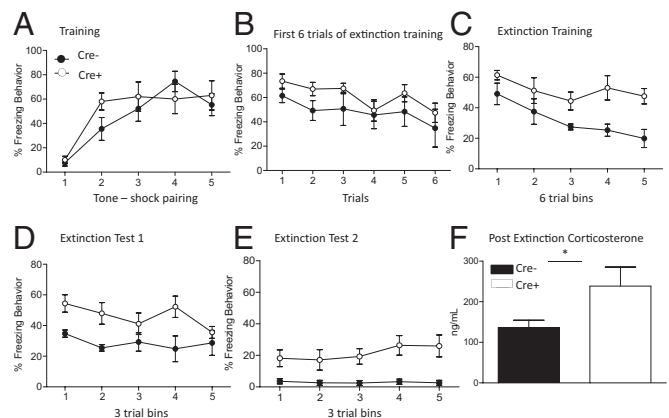 A Training
Cre-
Cre+
% Freezing Behavior
100
80
60
40
20
0
1 2 3 4 5
Tone – shock pairing
B First 6 trials of extinction training
% Freezing Behavior
100
80
60
40
20
0
1 2 3 4 5 6
Trials
C Extinction Training
% Freezing Behavior
80
60
40
20
0
1 2 3 4 5
6 trial bins
D Extinction Test 1
% Freezing Behavior
80
60
40
20
0
1 2 3 4 5
3 trial bins
E Extinction Test 2
% Freezing Behavior
80
60
40
20
0
1 2 3 4 5
3 trial bins
F Post Extinction Corticosterone
Cre-
Cre+
*
ng/mL
300
200
100
0